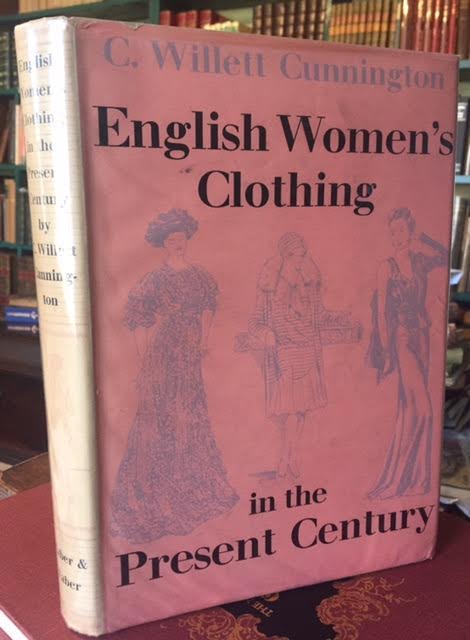 C. Willett Cunnington
English Women's
Clothing
in the
Present Century
English
Women's
Clothing
in the
Present
Century
by
Willett
Cunning-
ton
Faber &
Faber
THE